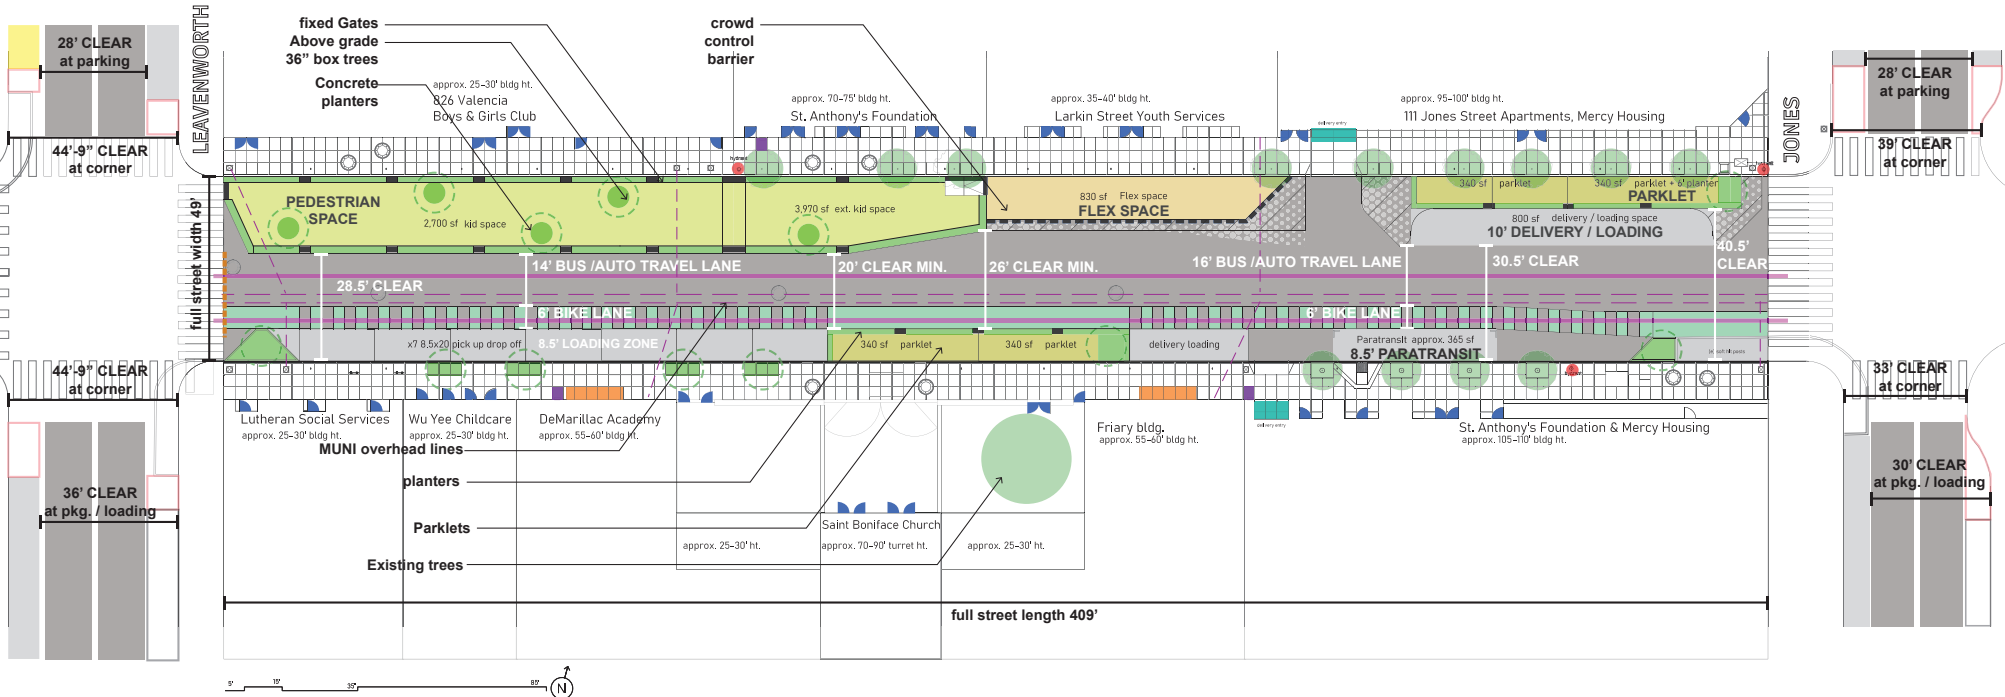 LEAVENWORTH
JONES
28' CLEAR
at parking
44'-9” CLEAR
at corner
fixed Gates
Above grade
36” box trees
Concrete
planters
crowd
control
barrier
approx. 25-30' bldg ht.
826 Valencia
Boys & Girls Club
approx. 70-75' bldg ht.
St. Anthony's Foundation
approx. 35-40' bldg ht.
Larkin Street Youth Services
delivery entry
approx. 95-100' bldg ht.
111 Jones Street Apartments, Mercy Housing
28' CLEAR
at parking
39' CLEAR
at corner
hydrant
full street width 49'
PEDESTRIAN
SPACE
2,700 sf kid space
3,970 sf ext. kid space
830 sf Flex space
FLEX SPACE
340 sf parklet
340 sf parklet + 6' planter
PARKLET
800 sf delivery / loading space
10' DELIVERY / LOADING
14' BUS /AUTO TRAVEL LANE
20' CLEAR MIN.
26' CLEAR MIN.
16' BUS /AUTO TRAVEL LANE
30.5' CLEAR
40.5'
CLEAR
28.5' CLEAR
6' BIKE LANE
6' BIKE LANE
x7 8.5x20 pick up drop off
8.5' LOADING ZONE
340 sf parklet
340 sf parklet
delivery loading
Paratransit approx. 365 sf
8.5' PARATRANSIT
44'-9” CLEAR
at corner
33' CLEAR
at corner
Lutheran Social Services
approx. 25-30' bldg ht.
Wu Yee Childcare
approx. 25-30' bldg ht.
DeMarillac Academy
approx. 55-60' bldg ht.
Friary bldg.
approx. 55-60' bldg ht.
delivery entry
St. Anthony's Foundation & Mercy Housing
approx. 105-110' bldg ht.
MUNI overhead lines
planters
Parklets
Existing trees
36' CLEAR
at pkg. / loading
30' CLEAR
at pkg. / loading
Saint Boniface Church
approx. 25-30' ht.
approx. 70-90' turret ht.
approx. 25-30' ht.
full street length 409'
5'
15'
35'
85'
N